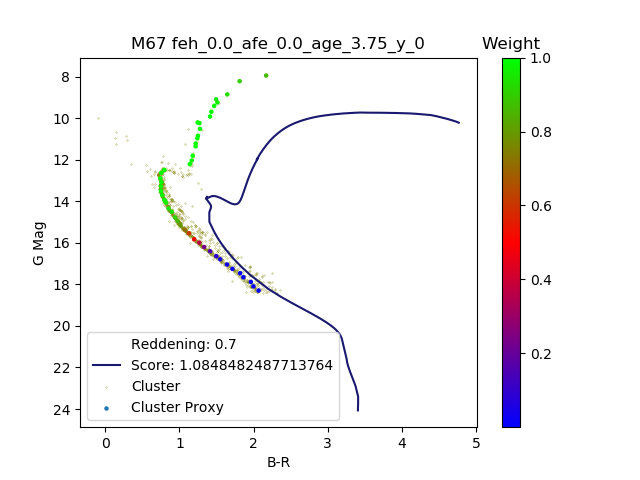 M67 feh_0.0_afe_0.0_age_3.75_y_0
Weight
8
10
12
14
16
18
20
22
24
G Mag
0
1
2
3
4
5
B-R
Reddening: 0.7
Score: 1.0848482487713764
Cluster
Cluster Proxy
1.0
0.8
0.6
0.4
0.2